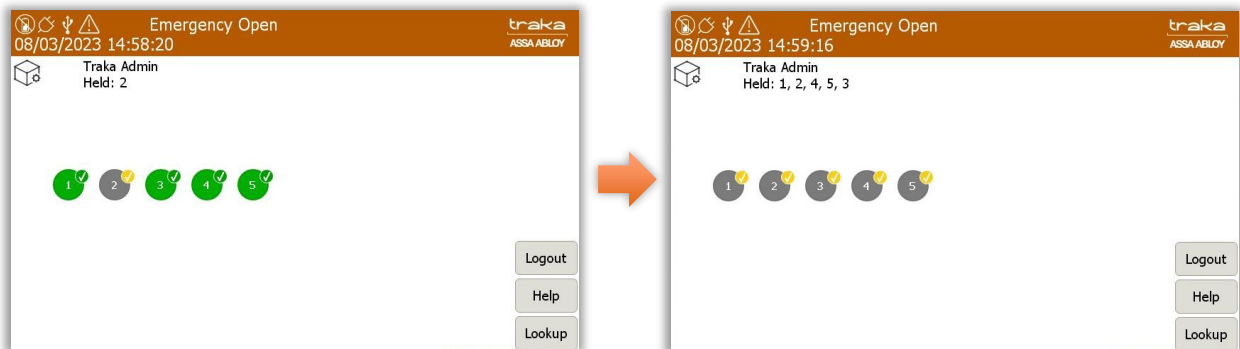 Emergency Open
traka
08/03/2023 14:58:20
ASSA ABLOY
Traka Admin
Held: 2
1 2 3 4 5
Logout
Help
Lookup
Emergency Open
traka
08/03/2023 14:59:16
ASSA ABLOY
Traka Admin
Held: 1, 2, 4, 5, 3
1 2 3 4 5
Logout
Help
Lookup